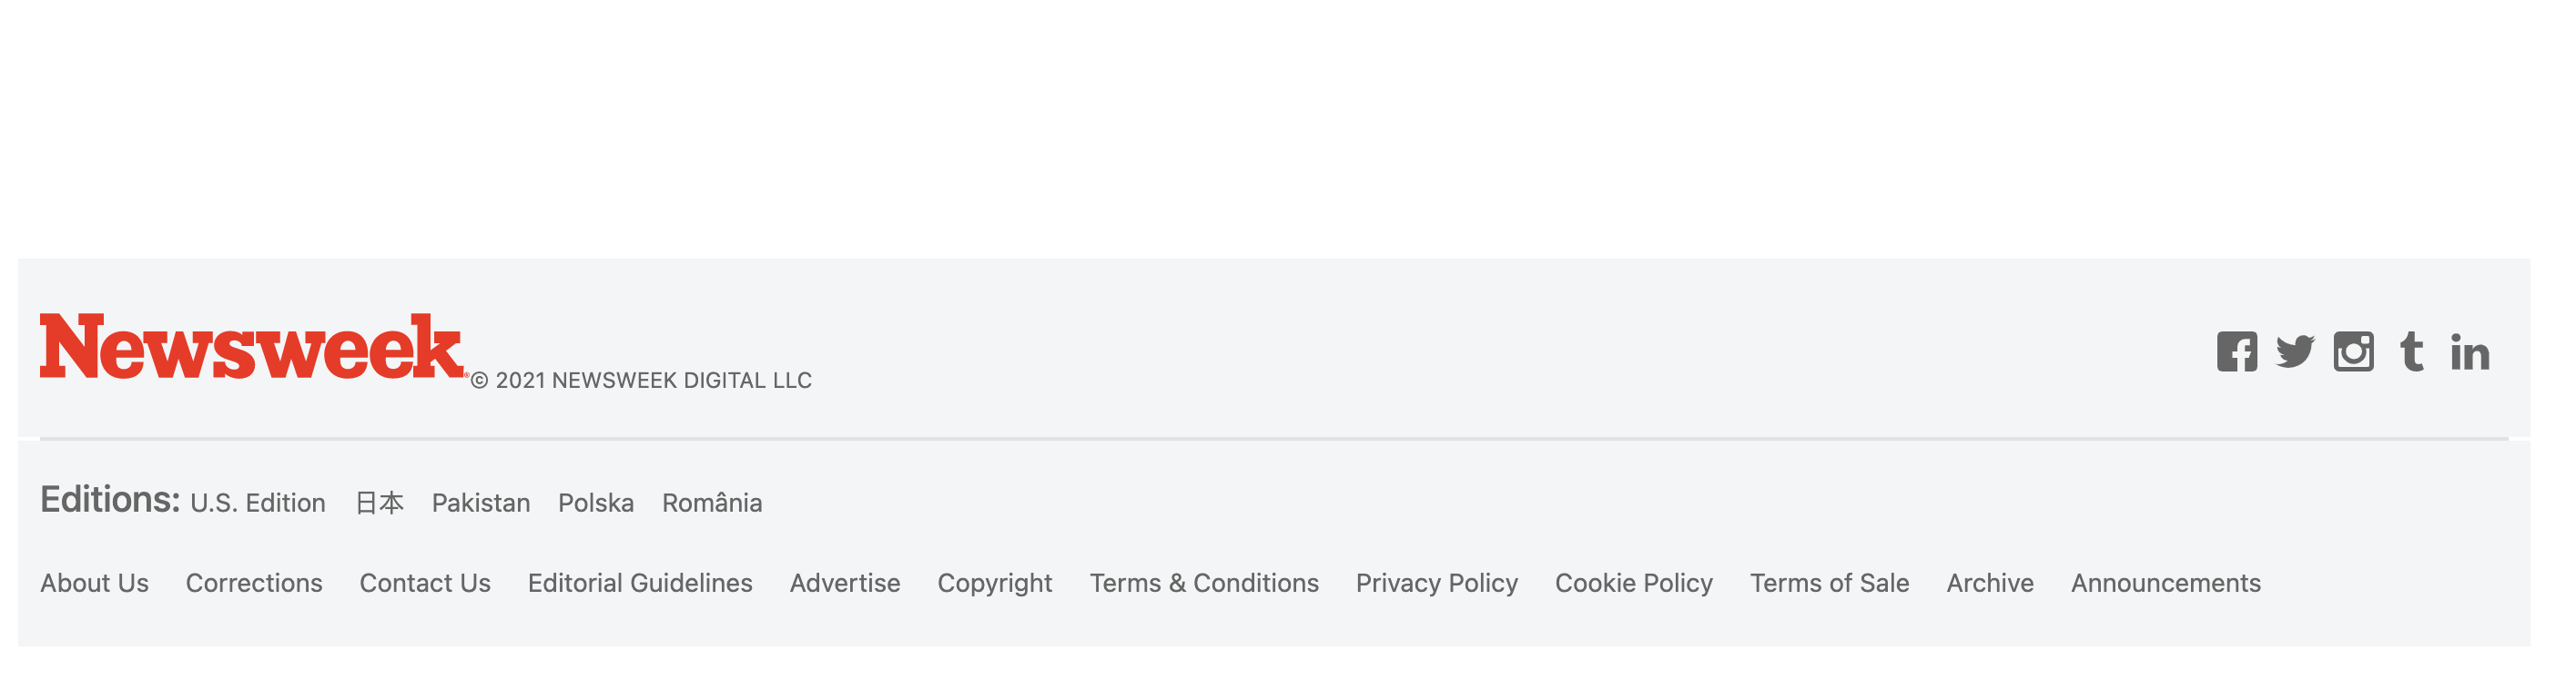 Newsweek® © 2021 NEWSWEEK DIGITAL LLC
Editions: U.S. Edition 日本 Pakistan Polska România
About Us Corrections Contact Us Editorial Guidelines Advertise Copyright Terms & Conditions Privacy Policy Cookie Policy Terms of Sale Archive Announcements